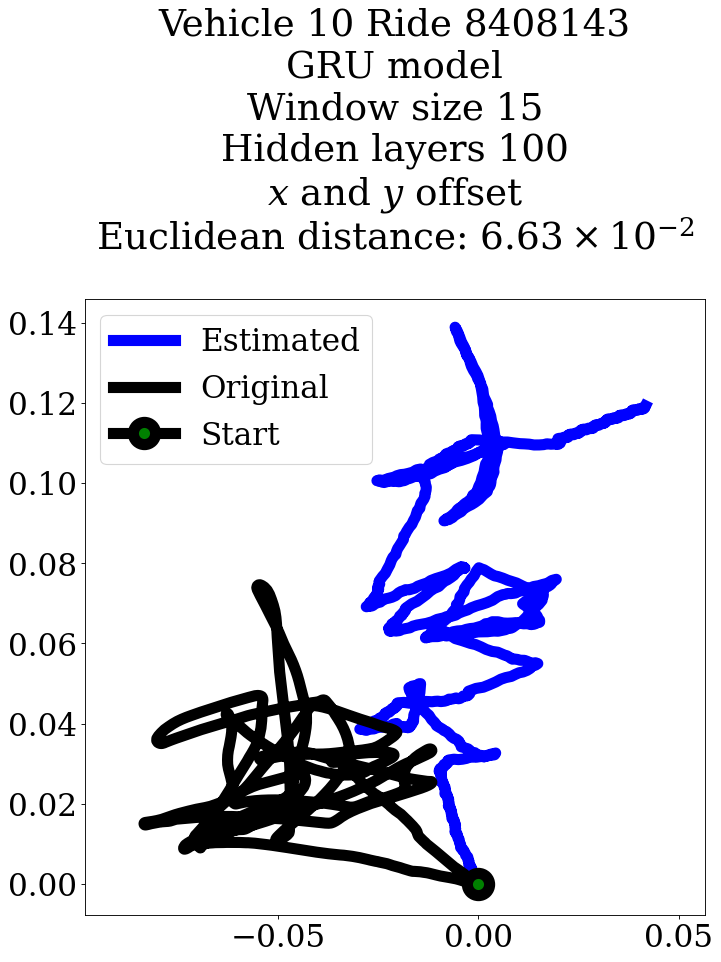 Vehicle 10 Ride 8408143
GRU model
Window size 15
Hidden layers 100
x and y offset
Euclidean distance: 6.63 × 10⁻²
Estimated
Original
Start
0.14
0.12
0.10
0.08
0.06
0.04
0.02
0.00
−0.05 0.00 0.05